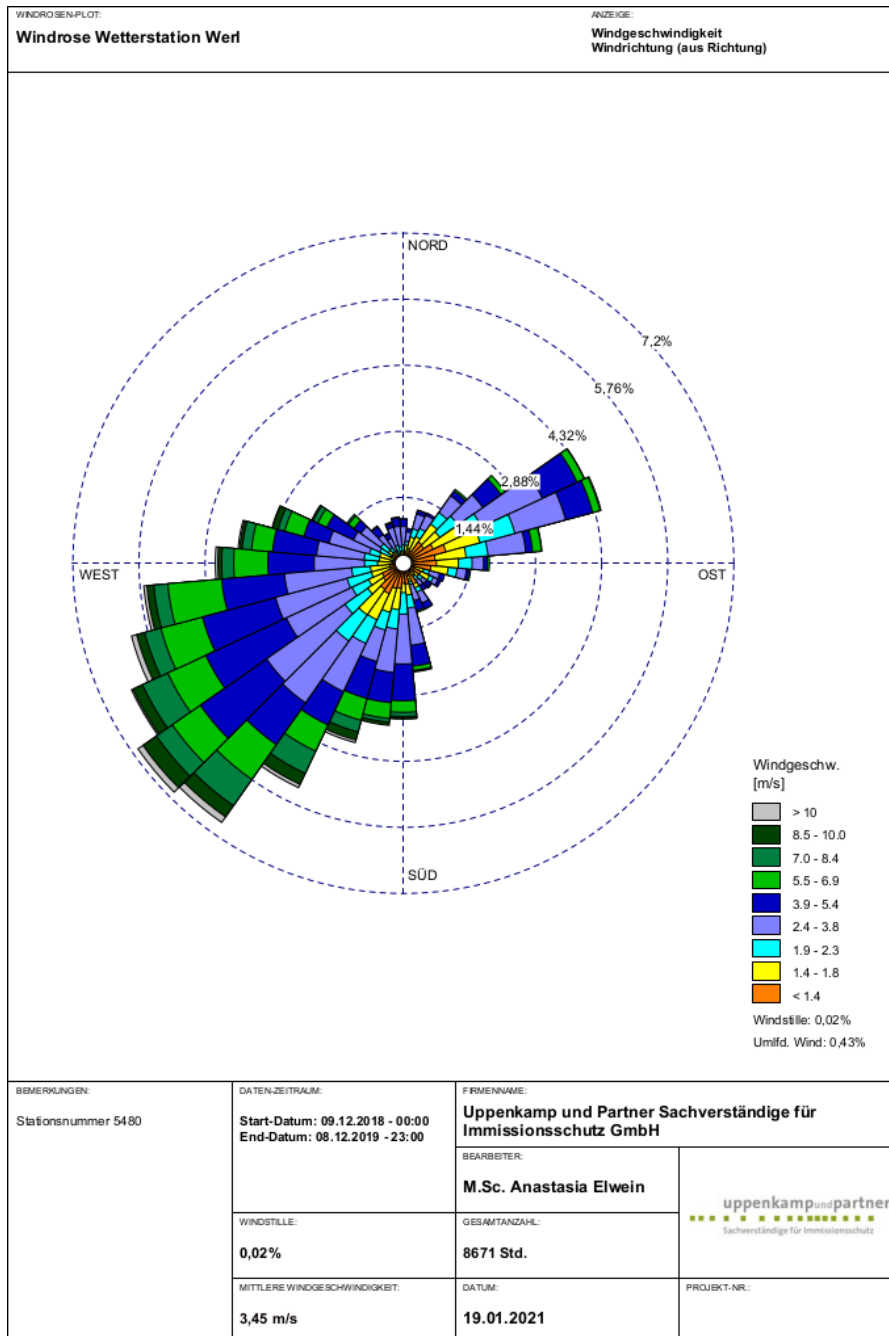 WINDROSEN-PLOT:
Windrose Wetterstation Werl
ANZEIGE:
Windgeschwindigkeit
Windrichtung (aus Richtung)
NORD
7,2%
5,76%
4,32%
2,88%
1,44%
WEST
OST
SÜD
Windgeschw.
[m/s]
> 10
8.5 - 10.0
7.0 - 8.4
5.5 - 6.9
3.9 - 5.4
2.4 - 3.8
1.9 - 2.3
1.4 - 1.8
< 1.4
Windstille: 0,02%
Umlfd. Wind: 0,43%
BEMERKUNGEN:
Stationsnummer 5480
DATEN-ZEITRAUM:
Start-Datum: 09.12.2018 - 00:00
End-Datum: 08.12.2019 - 23:00
FIRMENNAME:
Uppenkamp und Partner Sachverständige für
Immissionsschutz GmbH
BEARBEITER:
M.Sc. Anastasia Elwein
uppenkampundpartner
Sachverständige für Immissionsschutz
WINDSTILLE:
0,02%
GESAMTANZAHL:
8671 Std.
MITTLERE WINDGESCHWINDIGKEIT:
3,45 m/s
DATUM:
19.01.2021
PROJEKT-NR.: